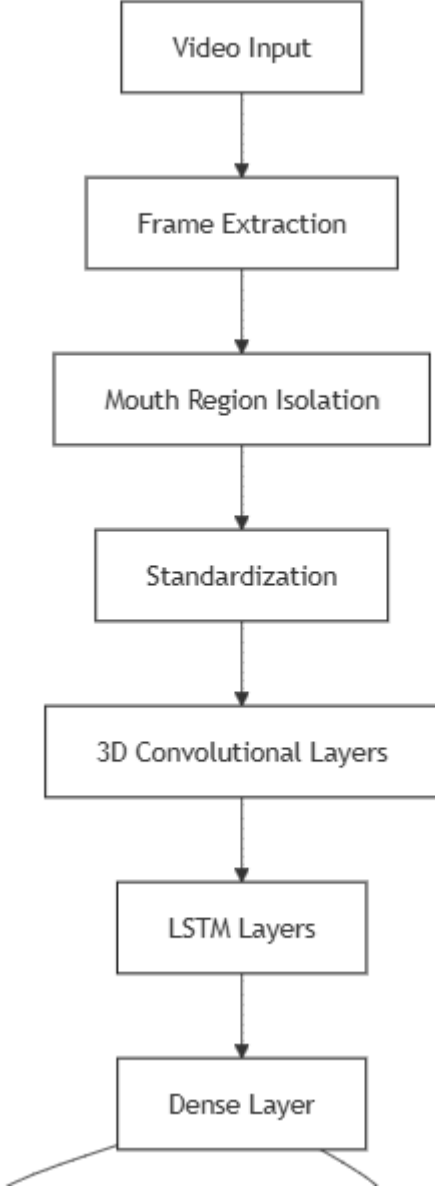 Video Input
Frame Extraction
Mouth Region Isolation
Standardization
3D Convolutional Layers
LSTM Layers
Dense Layer